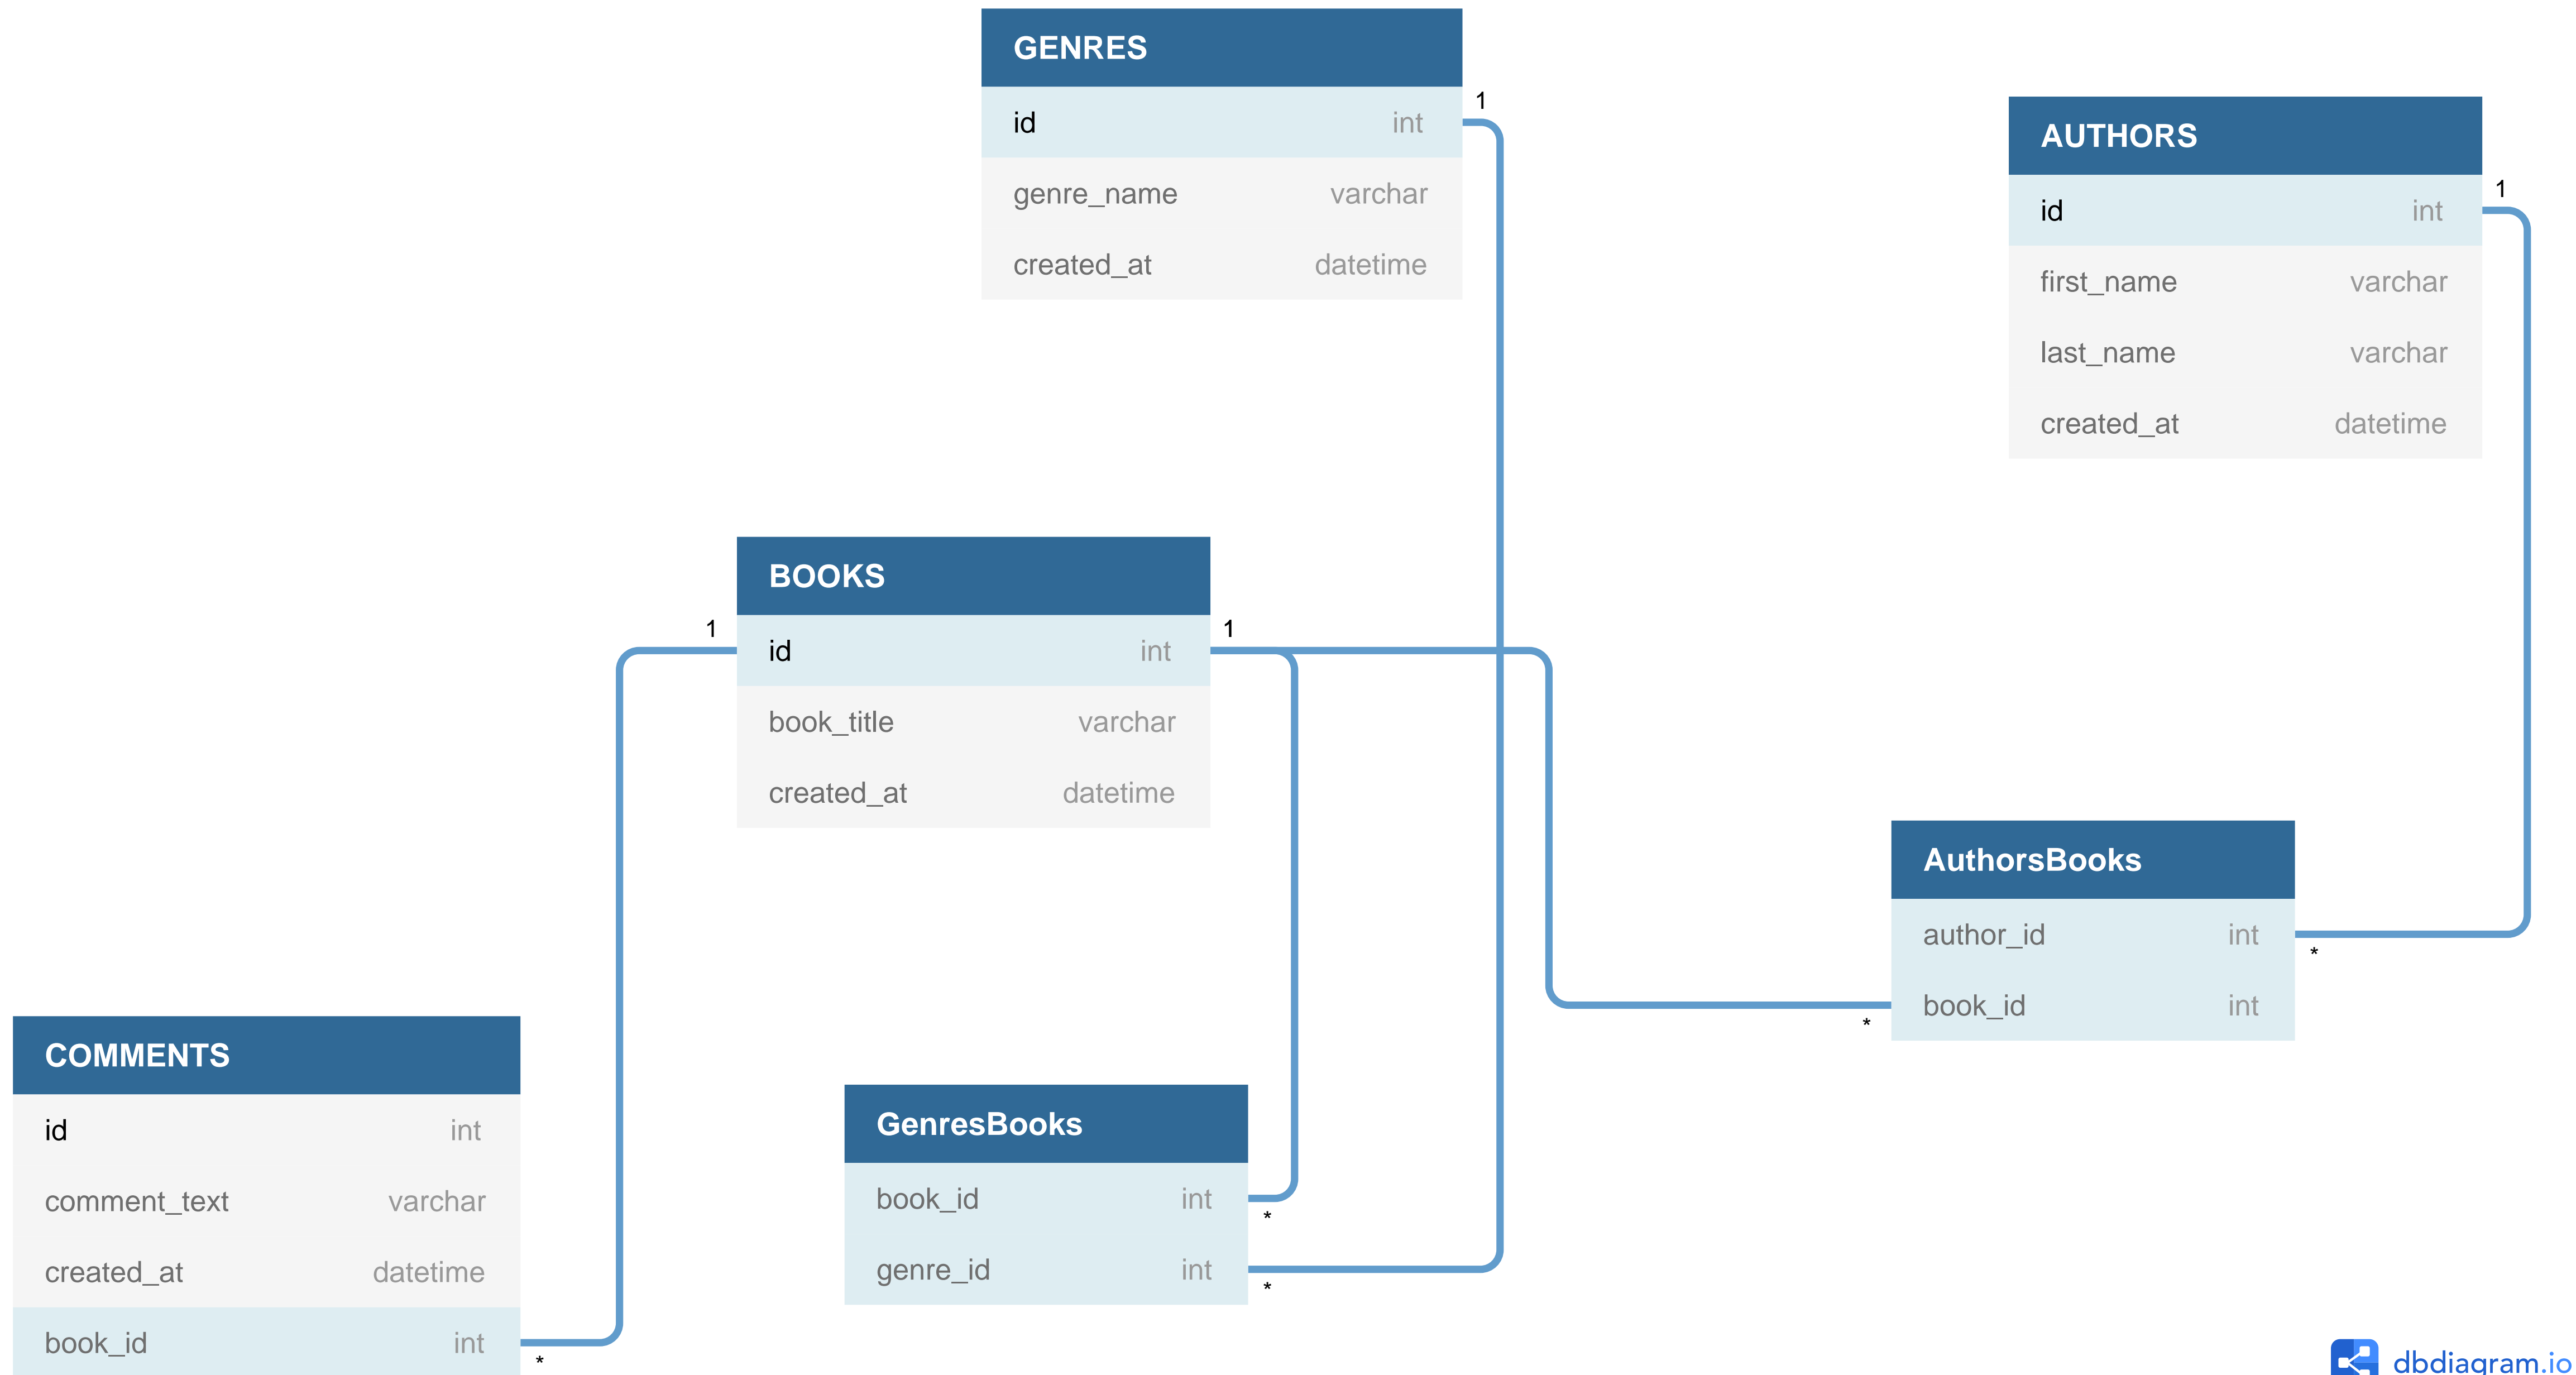 GENRES
1
id int
genre_name varchar
created_at datetime
AUTHORS
1
id int
first_name varchar
last_name varchar
created_at datetime
BOOKS
1 1
id int
book_title varchar
created_at datetime
AuthorsBooks
author_id int
*
book_id int
*
COMMENTS
id int
comment_text varchar
created_at datetime
book_id int
*
GenresBooks
book_id int
*
genre_id int
*
dbdiagram.io